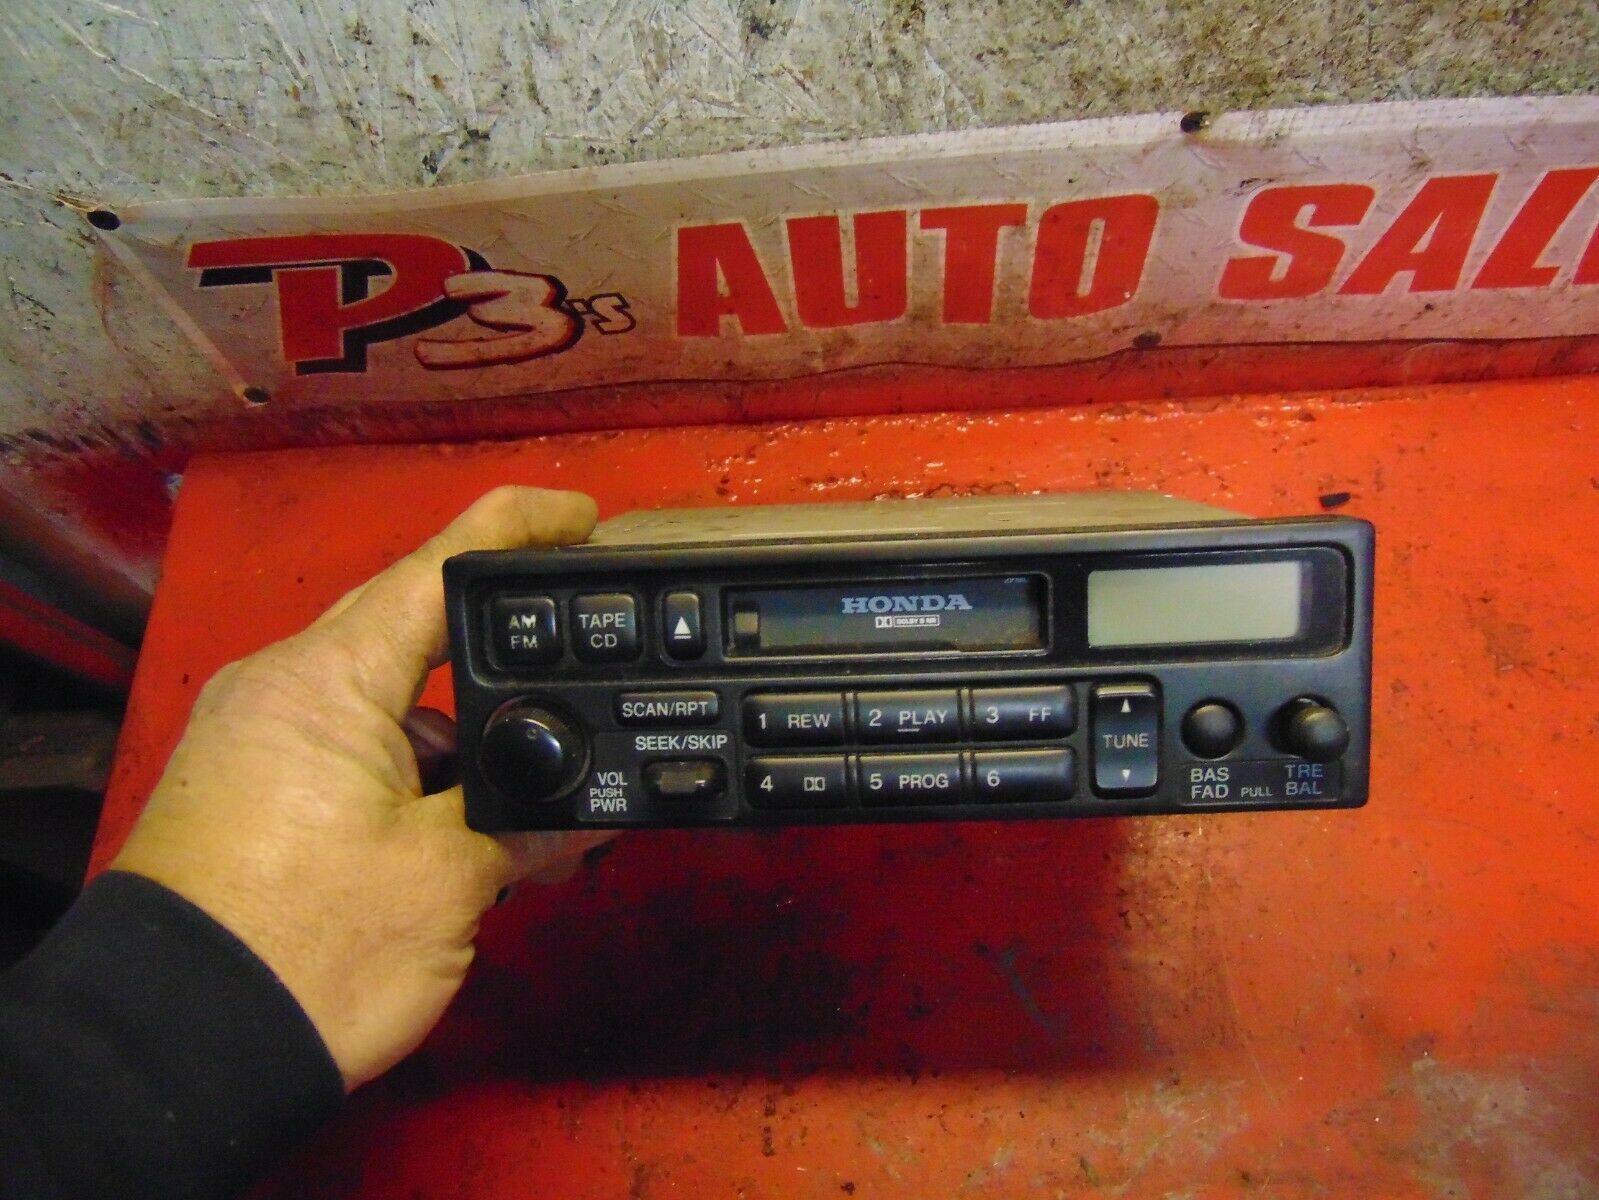 P3's AUTO SAL
HONDA
DOLBY B NR
AM
FM
TAPE
CD
SCAN/RPT
SEEK/SKIP
VOL
PUSH
PWR
1 REW
2 PLAY
3 FF
4
5 PROG
6
TUNE
BAS
FAD
PULL
TRE
BAL